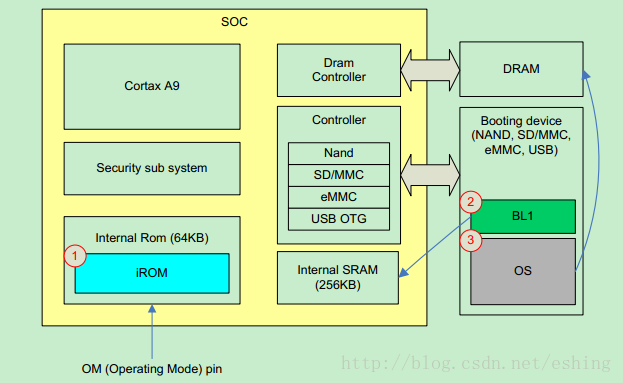 SOC
Cortax A9
Security sub system
Internal Rom (64KB)
1
iROM
Dram
Controller
Controller
Nand
SD/MMC
eMMC
USB OTG
Internal SRAM
(256KB)
DRAM
Booting device
(NAND, SD/MMC,
eMMC, USB)
2
BL1
3
OS
OM (Operating Mode) pin
http://blog.csdn.net/eshing